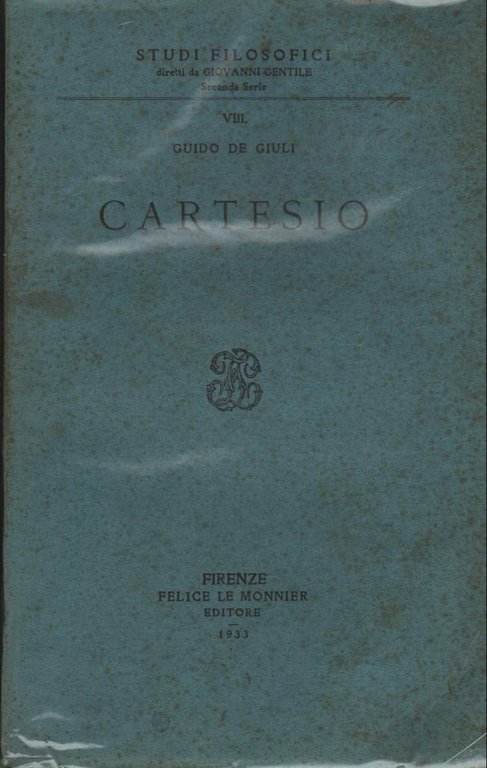 STUDI FILOSOFICI
diretti da GIOVANNI GENTILE
Seconda Serie
VIII.
GUIDO DE GIULI
CARTESIO
FIRENZE
FELICE LE MONNIER
EDITORE
1933